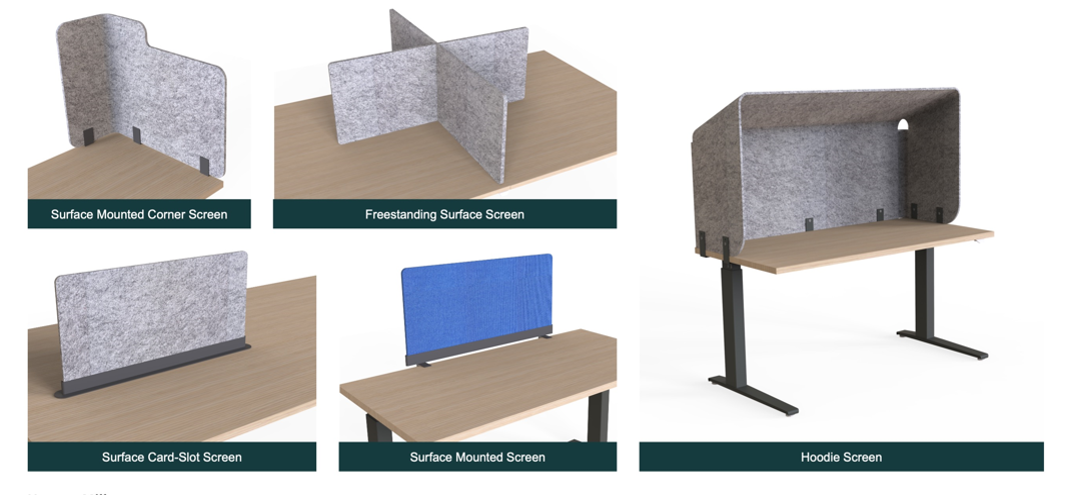 Surface Mounted Corner Screen
Freestanding Surface Screen
Surface Card-Slot Screen
Surface Mounted Screen
Hoodie Screen